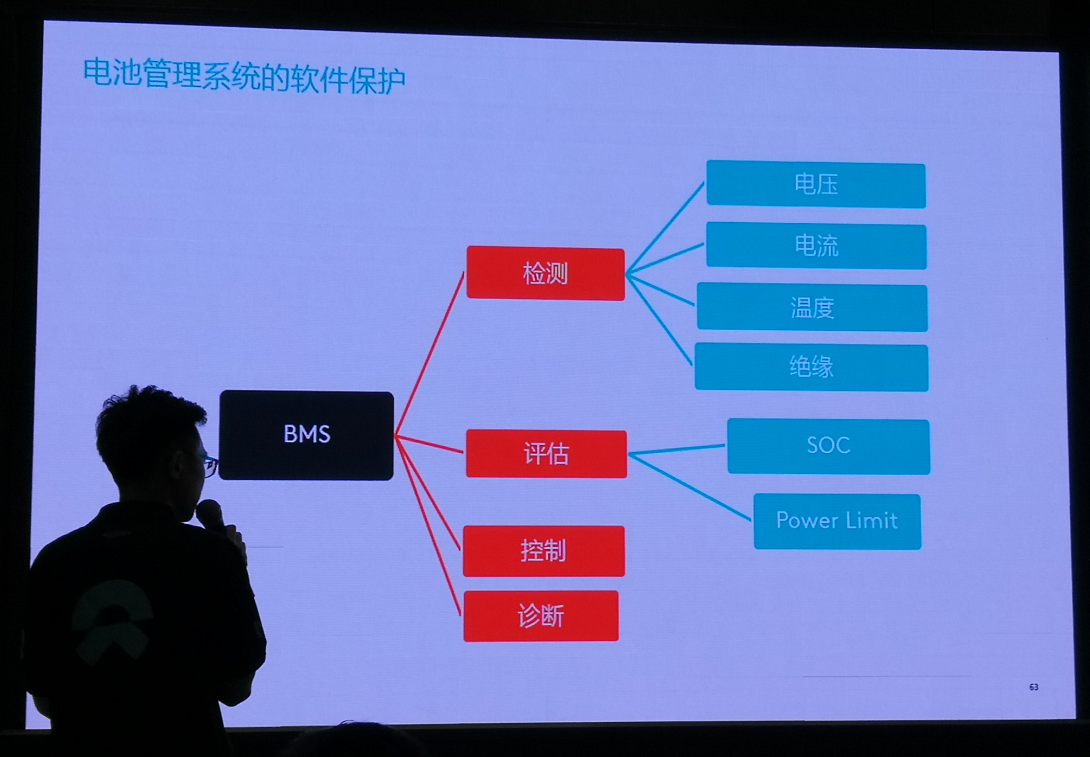 电池管理系统的软件保护
BMS
检测
电压
电流
温度
绝缘
评估
SOC
Power Limit
控制
诊断
63